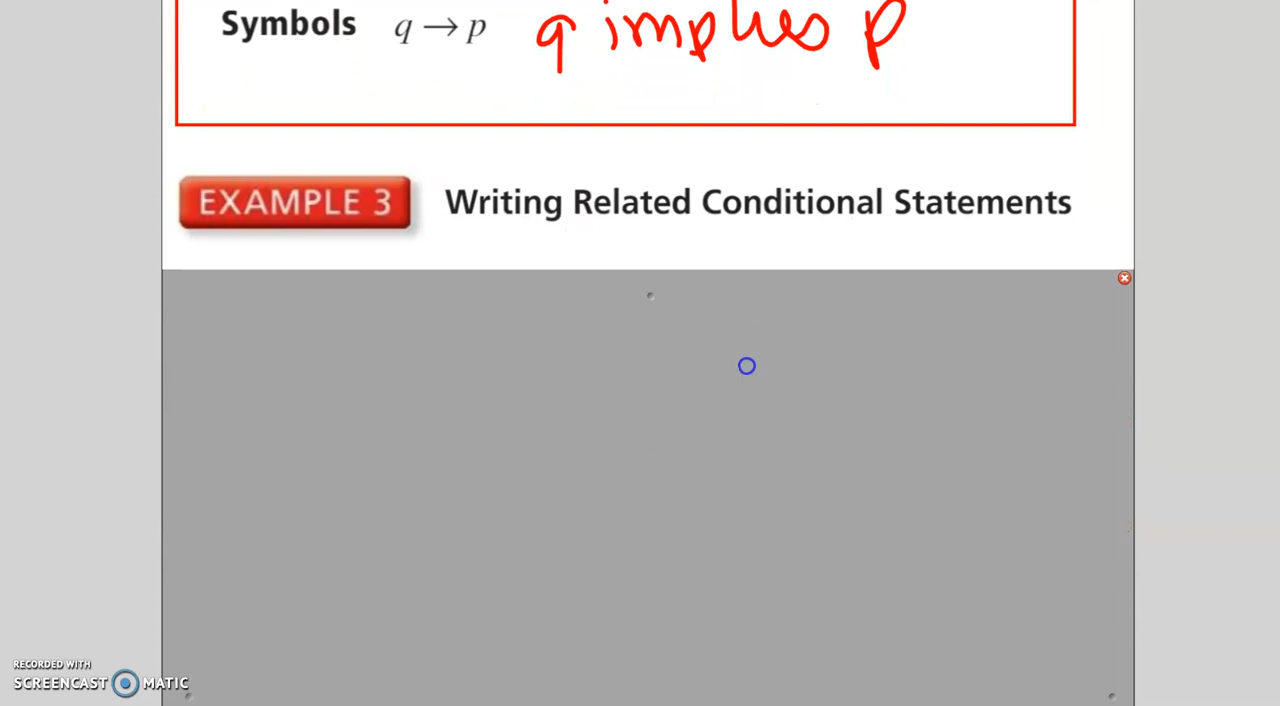 Symbols q → p q implies p
EXAMPLE 3 Writing Related Conditional Statements
RECORDED WITH
SCREENCAST MATIC